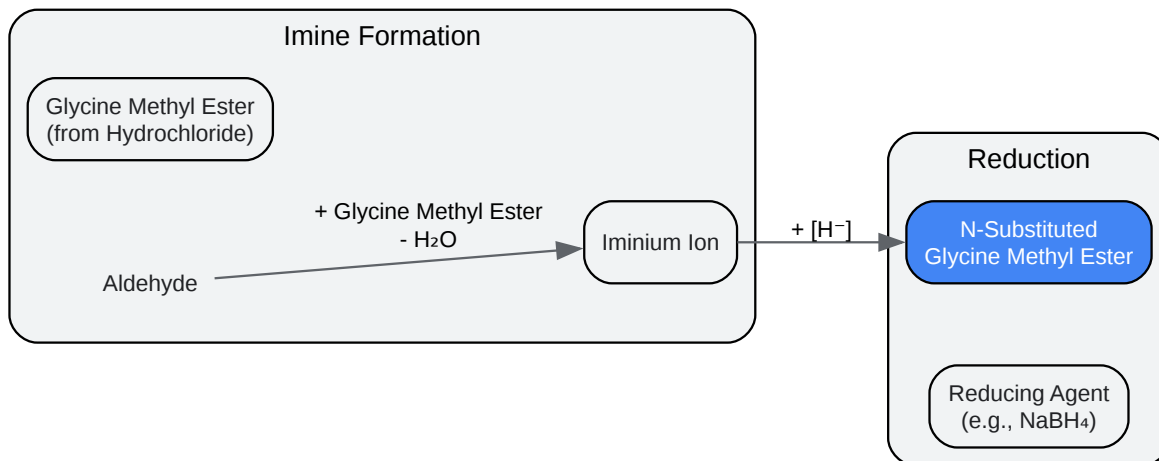 Imine Formation
Glycine Methyl Ester
(from Hydrochloride)
+ Glycine Methyl Ester
- H₂O
Aldehyde
Iminium Ion
+ [H⁻]
Reduction
N-Substituted
Glycine Methyl Ester
Reducing Agent
(e.g., NaBH₄)